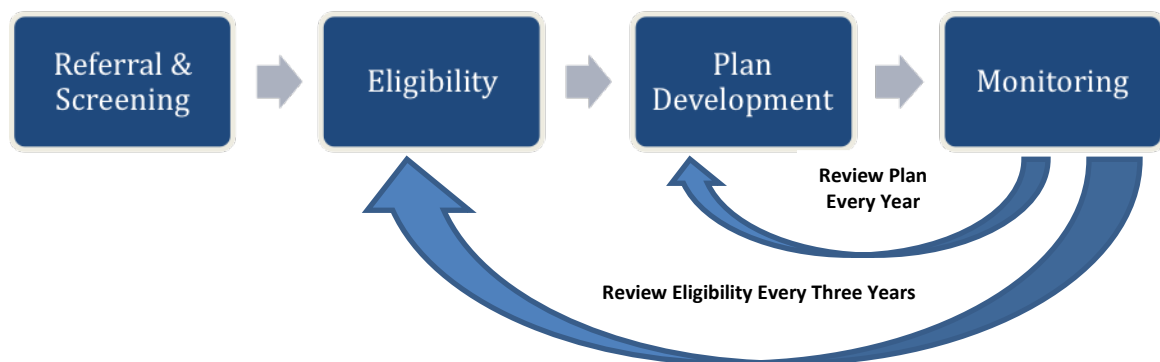 Referral &
Screening
Eligibility
Plan
Development
Monitoring
Review Plan
Every Year
Review Eligibility Every Three Years